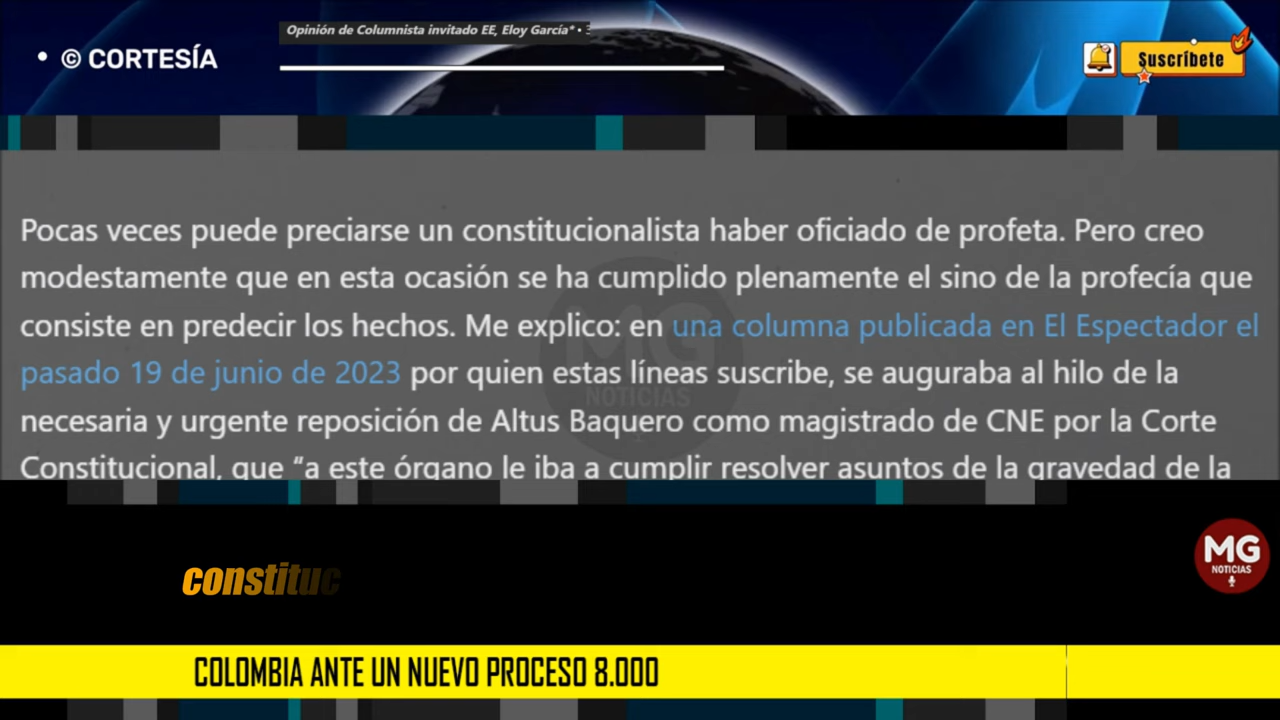 Opinión de Columnista invitado EE, Eloy García* •
• © CORTESÍA
Suscríbete
Pocas veces puede preciarse un constitucionalista haber oficiado de profeta. Pero creo
modestamente que en esta ocasión se ha cumplido plenamente el sino de la profecía que
consiste en predecir los hechos. Me explico: en una columna publicada en El Espectador el
pasado 19 de junio de 2023 por quien estas líneas suscribe, se auguraba al hilo de la
necesaria y urgente reposición de Altus Baquero como magistrado de CNE por la Corte
Constitucional, que “a este órgano le iba a cumplir resolver asuntos de la gravedad de la
MG
NOTICIAS
constituc
MG
NOTICIAS
COLOMBIA ANTE UN NUEVO PROCESO 8.000